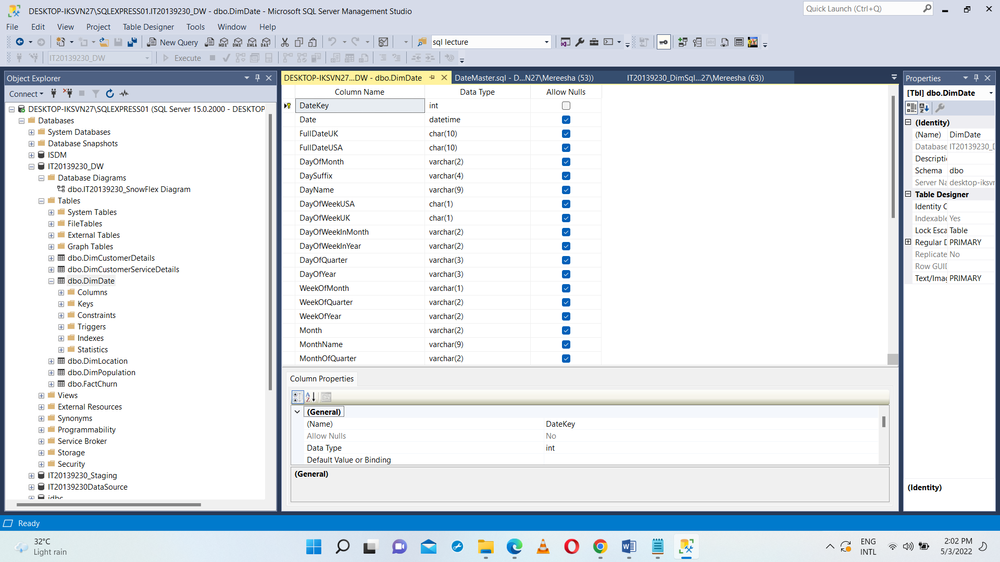 DESKTOP-IKSVN27\SQLEXPRESS01.IT20139230_DW - dbo.DimDate - Microsoft SQL Server Management Studio
Quick Launch (Ctrl+Q)
File Edit View Project Table Designer Tools Window Help
New Query
MDX DMX XMLA DAX
sql lecture
IT20139230_DW
Execute
Object Explorer
Connect
DESKTOP-IKSVN27\SQLEXPRESS01 (SQL Server 15.0.2000 - DESKTOP
Databases
System Databases
Database Snapshots
ISDM
IT20139230_DW
Database Diagrams
dbo.IT20139230_SnowFlex Diagram
Tables
System Tables
FileTables
External Tables
Graph Tables
dbo.DimCustomerDetails
dbo.DimCustomerServiceDetails
dbo.DimDate
Columns
Keys
Constraints
Triggers
Indexes
Statistics
dbo.DimLocation
dbo.DimPopulation
dbo.FactChurn
Views
External Resources
Synonyms
Programmability
Service Broker
Storage
Security
IT20139230_Staging
IT20139230DataSource
DESKTOP-IKSVN27...DW - dbo.DimDate
DateMaster.sql - D...N27\Mereesha (53))
IT20139230_DimSql...27\Mereesha (63))
Column Name Data Type Allow Nulls
DateKey int
Date datetime
FullDateUK char(10)
FullDateUSA char(10)
DayOfMonth varchar(2)
DaySuffix varchar(4)
DayName varchar(9)
DayOfWeekUSA char(1)
DayOfWeekUK char(1)
DayOfWeekInMonth varchar(2)
DayOfWeekInYear varchar(2)
DayOfQuarter varchar(3)
DayOfYear varchar(3)
WeekOfMonth varchar(1)
WeekOfQuarter varchar(2)
WeekOfYear varchar(2)
Month varchar(2)
MonthName varchar(9)
MonthOfQuarter varchar(2)
Column Properties
(General)
(Name) DateKey
Allow Nulls No
Data Type int
Default Value or Binding
(General)
Properties
[Tbl] dbo.DimDate
(Identity)
(Name) DimDate
Database IT20139230_D
Descripti
Schema dbo
Server Na desktop-iksvn
Table Designer
Identity C
Indexable Yes
Lock Esca Table
Regular D PRIMARY
Replicate No
Row GUID
Text/Imag PRIMARY
(Identity)
Ready
32°C
Light rain
ENG
INTL
2:02 PM
5/3/2022